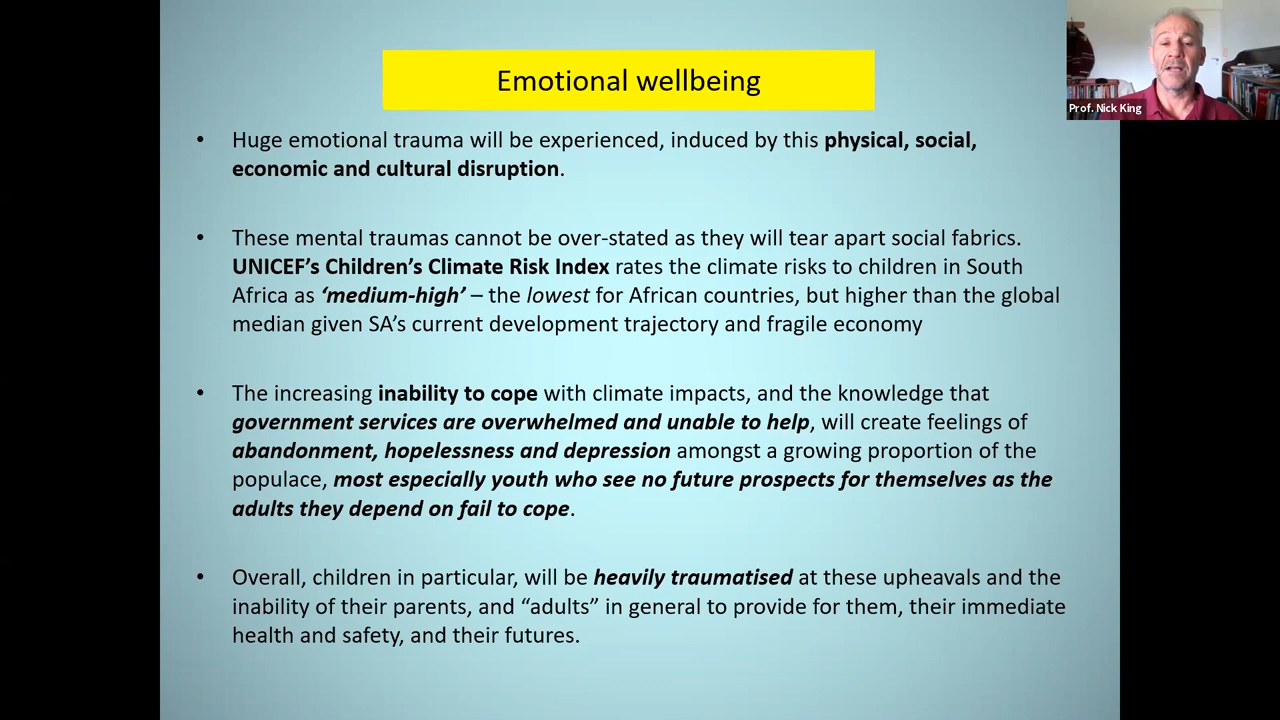 Emotional wellbeing
Prof. Nick King
• Huge emotional trauma will be experienced, induced by this physical, social,
economic and cultural disruption.
• These mental traumas cannot be over-stated as they will tear apart social fabrics.
UNICEF’s Children’s Climate Risk Index rates the climate risks to children in South
Africa as ‘medium-high’ – the lowest for African countries, but higher than the global
median given SA’s current development trajectory and fragile economy
• The increasing inability to cope with climate impacts, and the knowledge that
government services are overwhelmed and unable to help, will create feelings of
abandonment, hopelessness and depression amongst a growing proportion of the
populace, most especially youth who see no future prospects for themselves as the
adults they depend on fail to cope.
• Overall, children in particular, will be heavily traumatised at these upheavals and the
inability of their parents, and “adults” in general to provide for them, their immediate
health and safety, and their futures.